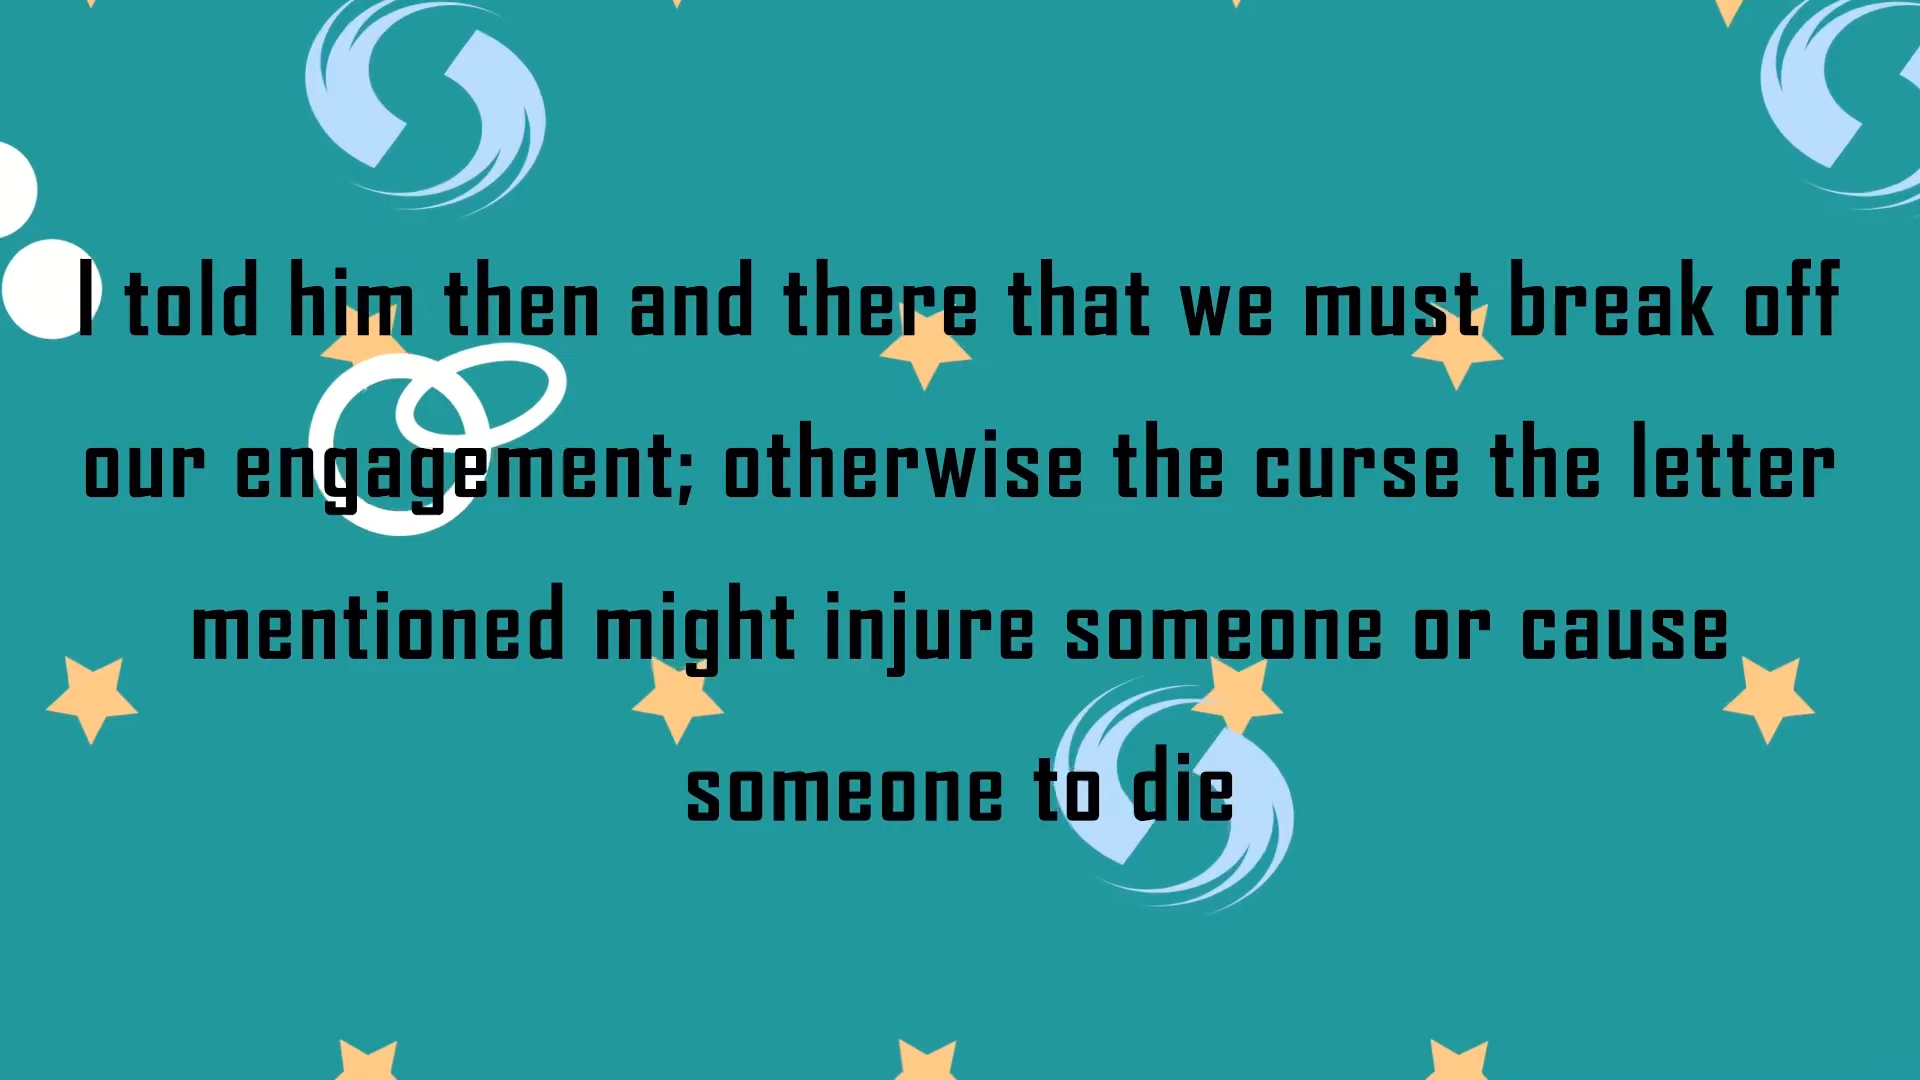 I told him then and there that we must break off
our engagement; otherwise the curse the letter
mentioned might injure someone or cause
someone to die